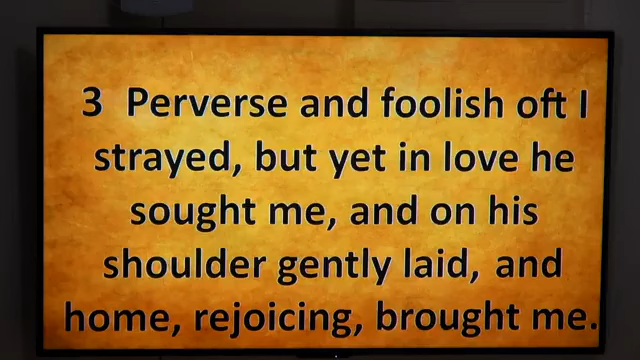 3 Perverse and foolish oft I
strayed, but yet in love he
sought me, and on his
shoulder gently laid, and
home, rejoicing, brought me.